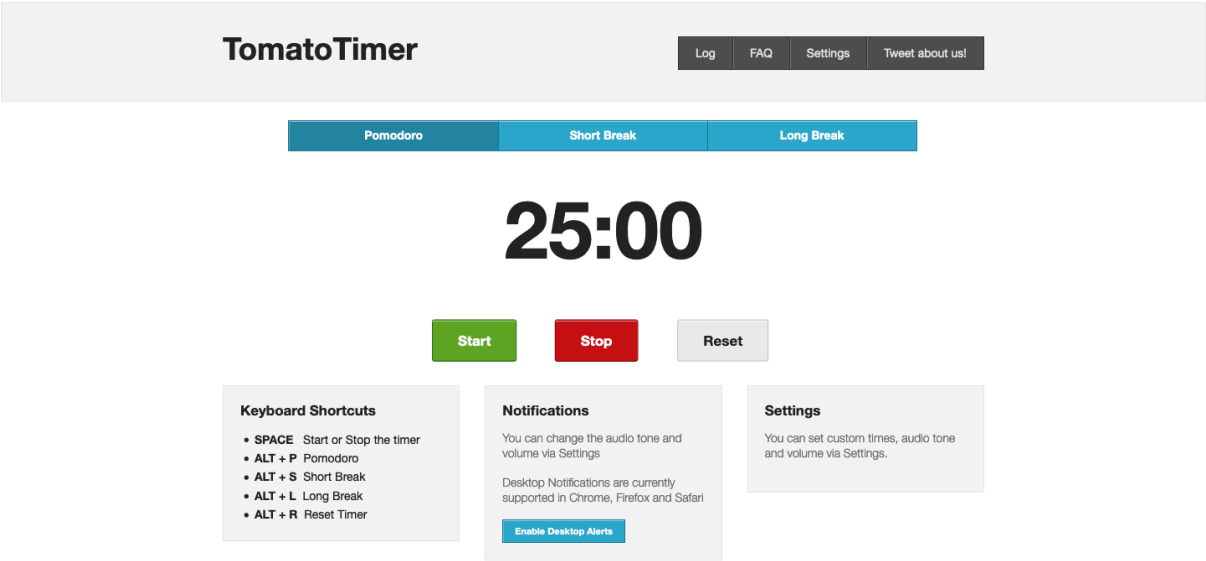 TomatoTimer
Log FAQ Settings Tweet about us!
Pomodoro Short Break Long Break
25:00
Start Stop Reset
Keyboard Shortcuts
SPACE Start or Stop the timer
ALT + P Pomodoro
ALT + S Short Break
ALT + L Long Break
ALT + R Reset Timer
Notifications
You can change the audio tone and
volume via Settings
Desktop Notifications are currently
supported in Chrome, Firefox and Safari
Enable Desktop Alerts
Settings
You can set custom times, audio tone
and volume via Settings.